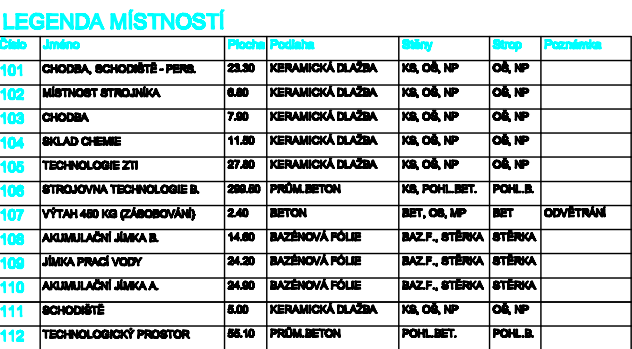 LEGENDA MÍSTNOSTÍ
Číslo Jméno Plocha Podlaha Stěny Strop Poznámka
101 CHODBA, SCHODIŠTĚ - PERS. 23.30 KERAMICKÁ DLAŽBA KS, OŠ, NP OŠ, NP
102 MÍSTNOST STROJNÍKA KERAMICKÁ DLAŽBA KS, OŠ, NP OŠ, NP
103 CHODBA 7.90 KERAMICKÁ DLAŽBA KS, OŠ, NP OŠ, NP
104 SKLAD CHEMIE 11.50 KERAMICKÁ DLAŽBA KS, OŠ, NP OŠ, NP
105 TECHNOLOGIE ZTI 27.80 KERAMICKÁ DLAŽBA KS, OŠ, NP OŠ, NP
106 STROJOVNA TECHNOLOGIE B. PRŮM.BETON KS, POHL.BET. POHL.B.
107 VÝTAH 450 KG (ZÁSOBOVÁNÍ) 2.40 BETON BET, OS, MP BET ODVĚTRÁNÍ
108 AKUMULAČNÍ JÍMKA B. 14.60 BAZÉNOVÁ FÓLIE BAZ.F., STĚRKA STĚRKA
109 JÍMKA PRACÍ VODY 24.20 BAZÉNOVÁ FÓLIE BAZ.F., STĚRKA STĚRKA
110 AKUMULAČNÍ JÍMKA A. 24.90 BAZÉNOVÁ FÓLIE BAZ.F., STĚRKA STĚRKA
111 SCHODIŠTĚ 5.00 KERAMICKÁ DLAŽBA KS, OŠ, NP OŠ, NP
112 TECHNOLOGICKÝ PROSTOR 55.10 PRŮM.BETON POHL.BET. POHL.B.